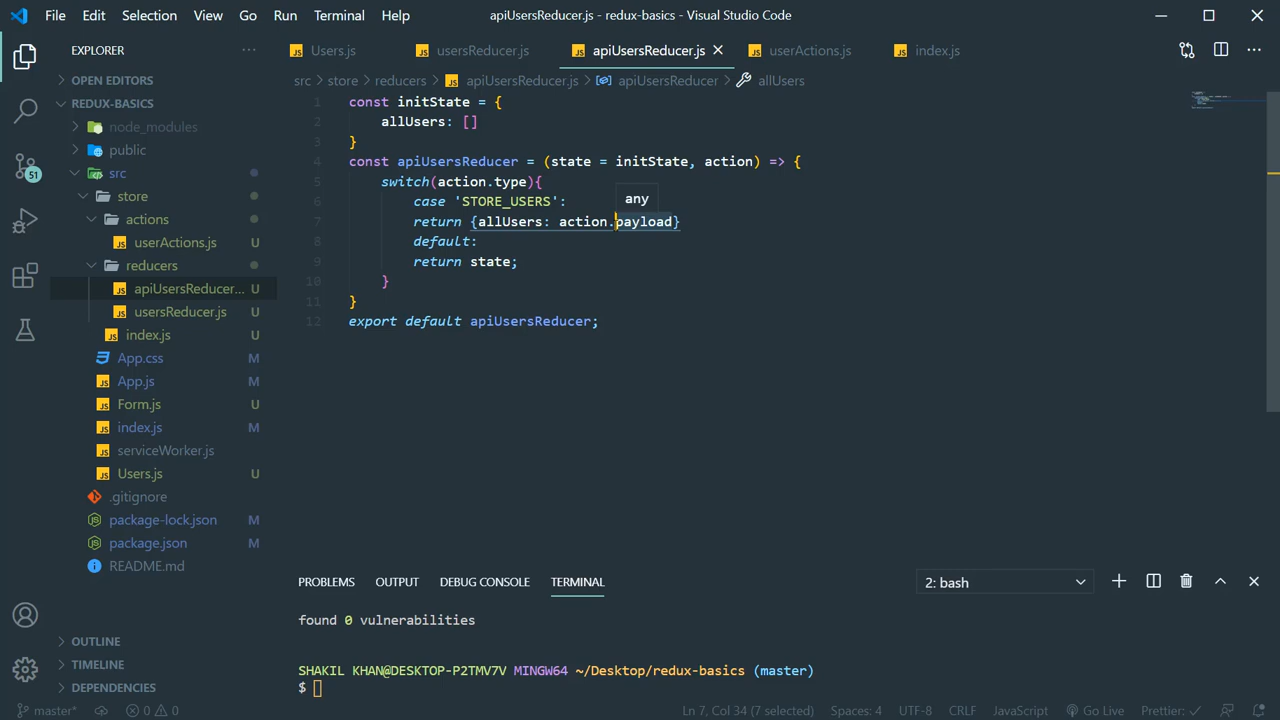 File Edit Selection View Go Run Terminal Help apiUsersReducer.js - redux-basics - Visual Studio Code
EXPLORER
Users.js usersReducer.js apiUsersReducer.js userActions.js index.js
OPEN EDITORS
REDUX-BASICS
node_modules
public
src
store
actions
userActions.js U
reducers
apiUsersReducer... U
usersReducer.js U
index.js U
App.css M
App.js M
Form.js U
index.js M
serviceWorker.js
Users.js U
.gitignore
package-lock.json M
package.json M
README.md
OUTLINE
TIMELINE
DEPENDENCIES
51
src > store > reducers > apiUsersReducer.js > apiUsersReducer > allUsers
1 const initState = {
2 allUsers: []
3 }
4 const apiUsersReducer = (state = initState, action) => {
5 switch(action.type){
6 case 'STORE_USERS':
any
7 return {allUsers: action.payload}
8 default:
9 return state;
10 }
11 }
12 export default apiUsersReducer;
PROBLEMS OUTPUT DEBUG CONSOLE TERMINAL 2: bash
found 0 vulnerabilities
SHAKIL KHAN@DESKTOP-P2TMV7V MINGW64 ~/Desktop/redux-basics (master)
$
master* 0 0 Ln 7, Col 34 (7 selected) Spaces: 4 UTF-8 CRLF JavaScript Go Live Prettier: ✓